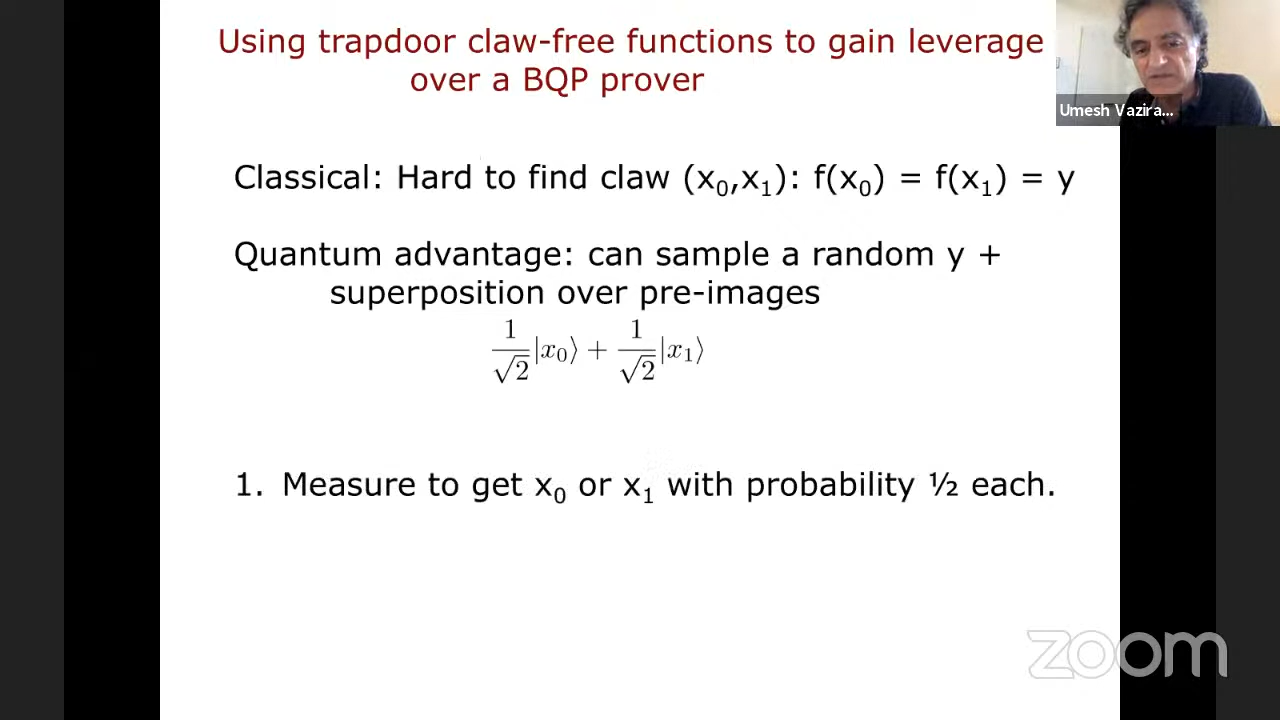 Using trapdoor claw-free functions to gain leverage
over a BQP prover
Umesh Vazira...
Classical: Hard to find claw (x₀,x₁): f(x₀) = f(x₁) = y
Quantum advantage: can sample a random y +
superposition over pre-images
1/√2 |x₀⟩ + 1/√2 |x₁⟩
1. Measure to get x₀ or x₁ with probability ½ each.
zoom